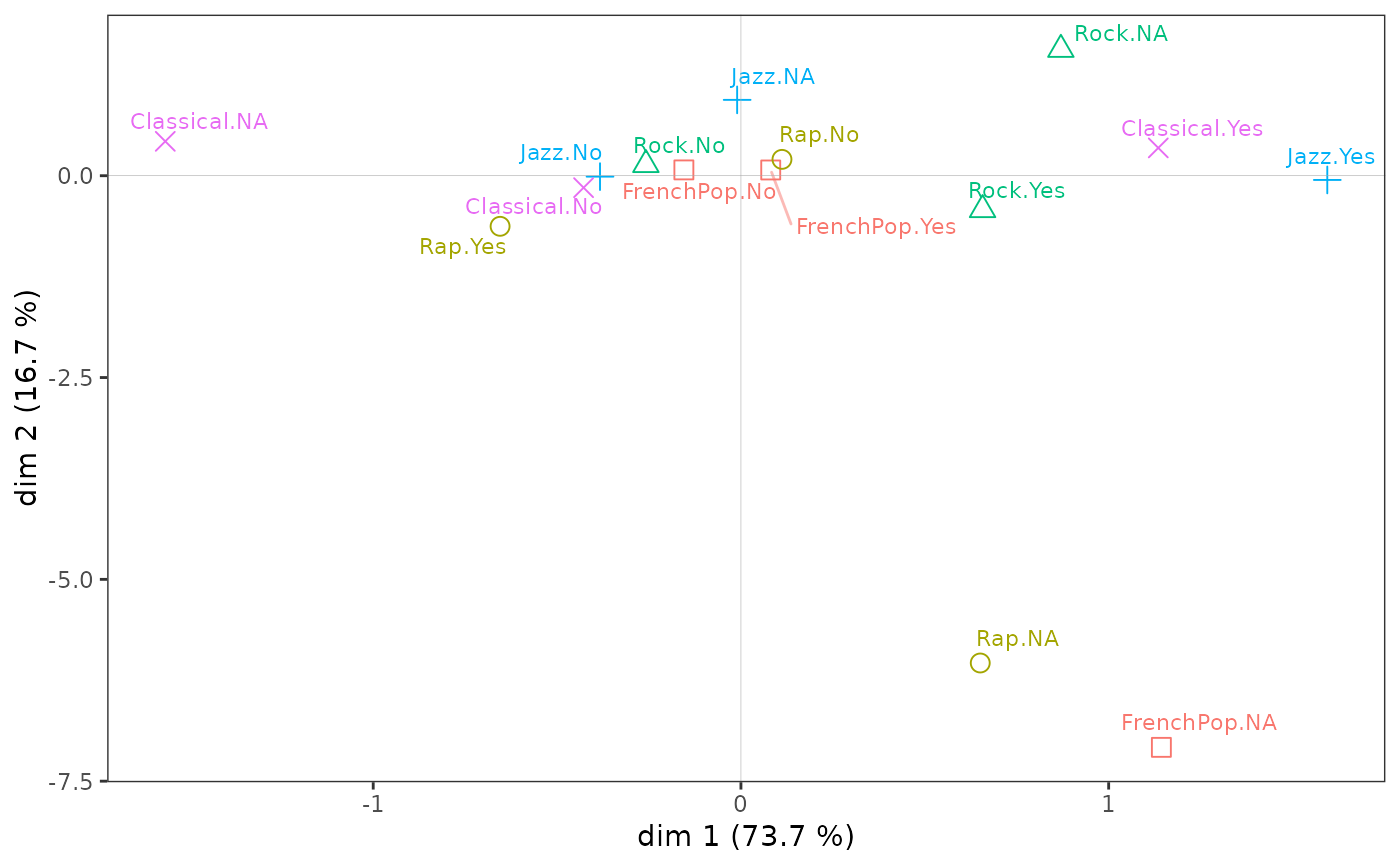 Rock.NA
Jazz.NA
Classical.NA
Classical.Yes
Rap.No
Rock.No
Jazz.No
Jazz.Yes
FrenchPop.No
Rock.Yes
Classical.No
FrenchPop.Yes
Rap.Yes
Rap.NA
FrenchPop.NA
0.0
-2.5
-5.0
-7.5
dim 2 (16.7 %)
-1
0
1
dim 1 (73.7 %)